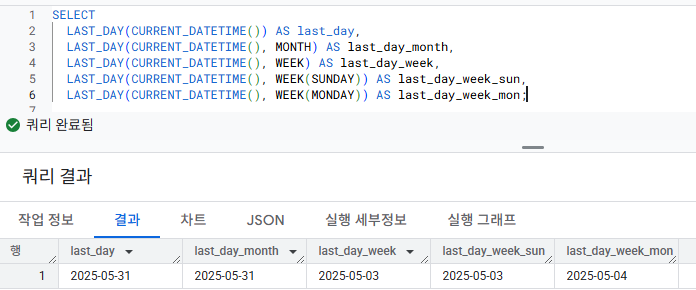 1 SELECT
2 LAST_DAY(CURRENT_DATETIME()) AS last_day,
3 LAST_DAY(CURRENT_DATETIME(), MONTH) AS last_day_month,
4 LAST_DAY(CURRENT_DATETIME(), WEEK) AS last_day_week,
5 LAST_DAY(CURRENT_DATETIME(), WEEK(SUNDAY)) AS last_day_week_sun,
6 LAST_DAY(CURRENT_DATETIME(), WEEK(MONDAY)) AS last_day_week_mon;
7
쿼리 완료됨
쿼리 결과
작업 정보 결과 차트 JSON 실행 세부정보 실행 그래프
행 last_day last_day_month last_day_week last_day_week_sun last_day_week_mon
1 2025-05-31 2025-05-31 2025-05-03 2025-05-03 2025-05-04